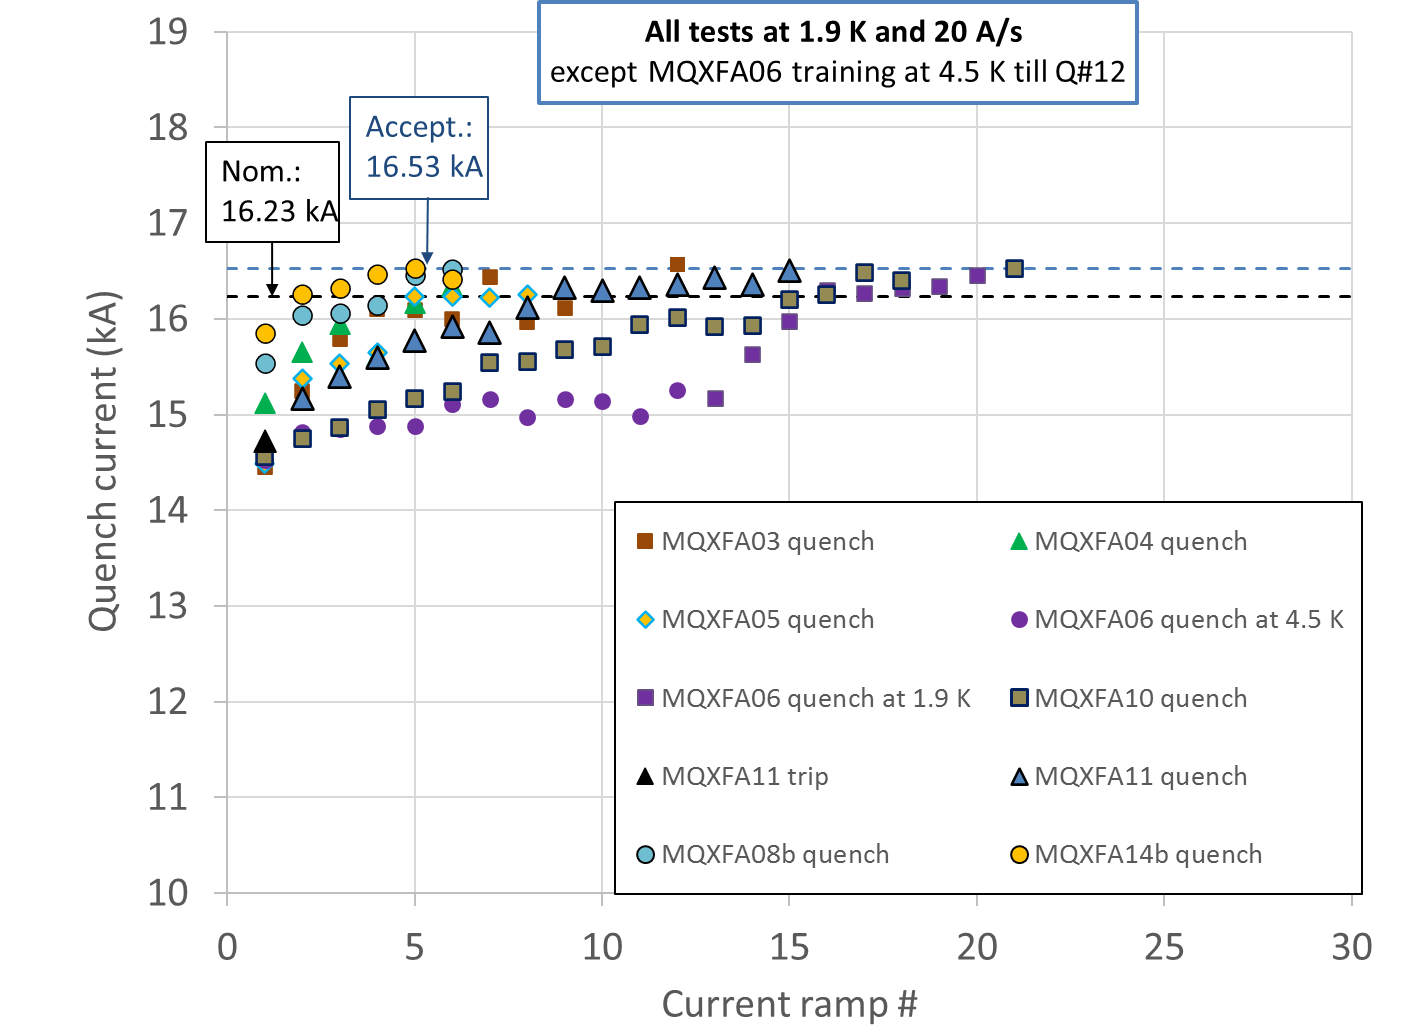 All tests at 1.9 K and 20 A/s
except MQXFA06 training at 4.5 K till Q#12
Accept.:
16.53 kA
Nom.:
16.23 kA
Quench current (kA)
19
18
17
16
15
14
13
12
11
10
MQXFA03 quench
MQXFA04 quench
MQXFA05 quench
MQXFA06 quench at 4.5 K
MQXFA06 quench at 1.9 K
MQXFA10 quench
MQXFA11 trip
MQXFA11 quench
MQXFA08b quench
MQXFA14b quench
0 5 10 15 20 25 30
Current ramp #